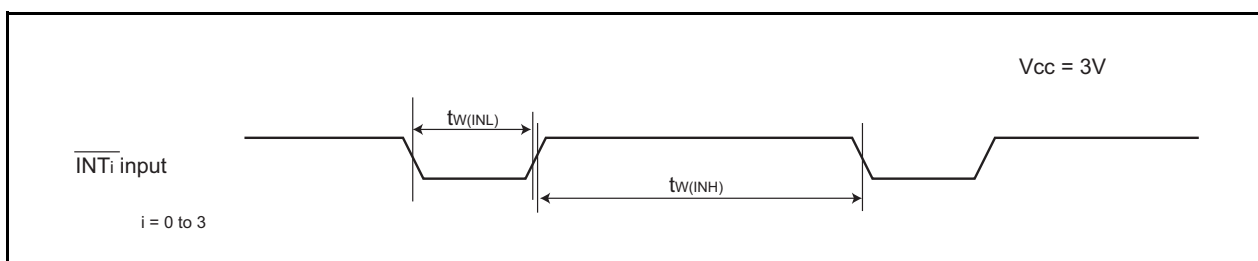 Vcc = 3V
tW(INL)
INTi input
tW(INH)
i = 0 to 3